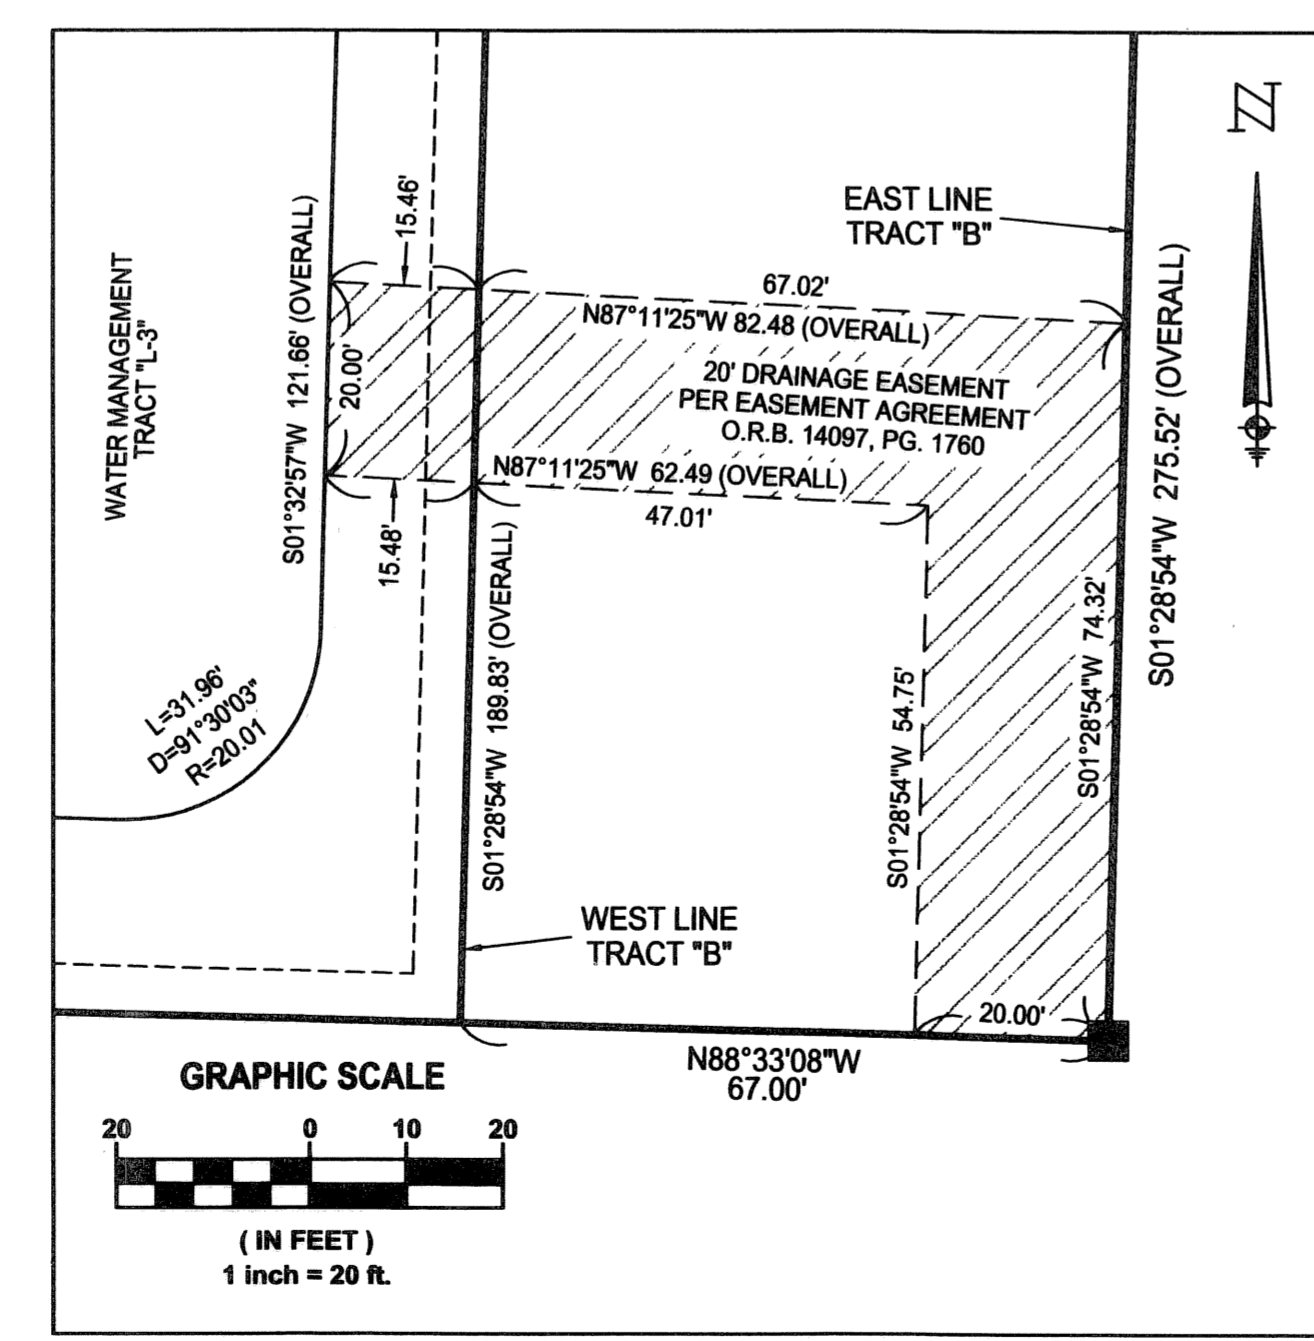 N
EAST LINE
TRACT "B"
15.46'
67.02'
N87°11'25"W 82.48 (OVERALL)
S01°32'57"W 121.66' (OVERALL)
20.00'
WATER MANAGEMENT
TRACT "L-3"
20' DRAINAGE EASEMENT
PER EASEMENT AGREEMENT
O.R.B. 14097, PG. 1760
N87°11'25"W 62.49 (OVERALL)
47.01'
15.48'
S01°28'54"W 275.52' (OVERALL)
S01°28'54"W 189.83' (OVERALL)
S01°28'54"W 54.75'
S01°28'54"W 74.32'
L=31.96'
D=91°30'03"
R=20.01
WEST LINE
TRACT "B"
20.00'
N88°33'08"W
67.00'
GRAPHIC SCALE
20 0 10 20
( IN FEET )
1 inch = 20 ft.